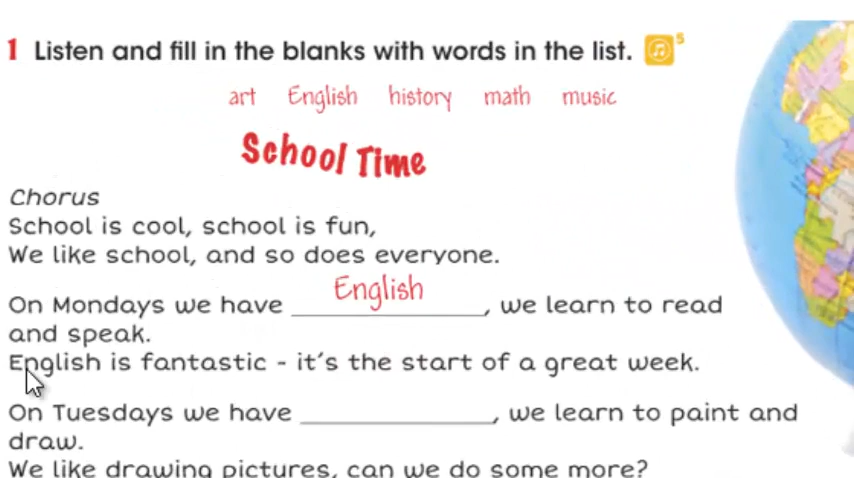 1 Listen and fill in the blanks with words in the list. 5
art English history math music
School Time
Chorus
School is cool, school is fun,
We like school, and so does everyone.
On Mondays we have English, we learn to read
and speak.
English is fantastic - it's the start of a great week.
On Tuesdays we have ____________, we learn to paint and
draw.
We like drawing pictures, can we do some more?